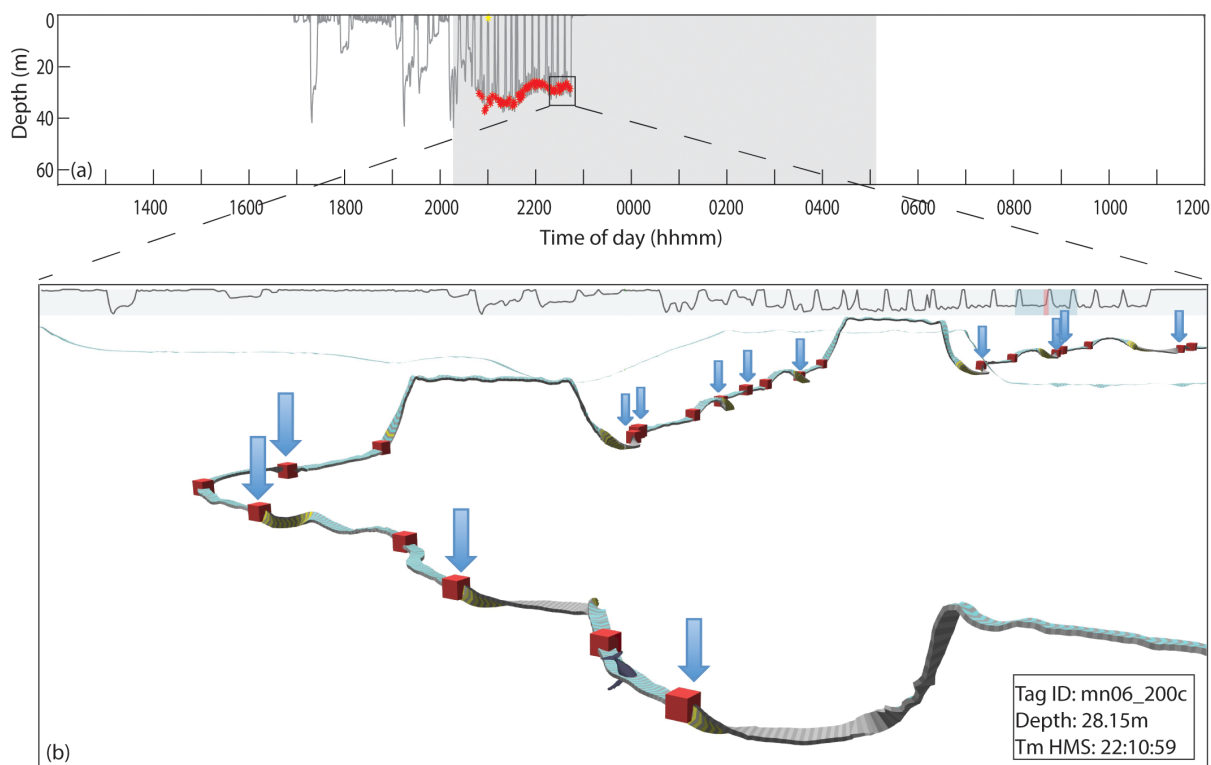 0
20
40
60
Depth (m)
(a)
1400 1600 1800 2000 2200 0000 0200 0400 0600 0800 1000 1200
Time of day (hhmm)
Tag ID: mn06_200c
Depth: 28.15m
Tm HMS: 22:10:59
(b)